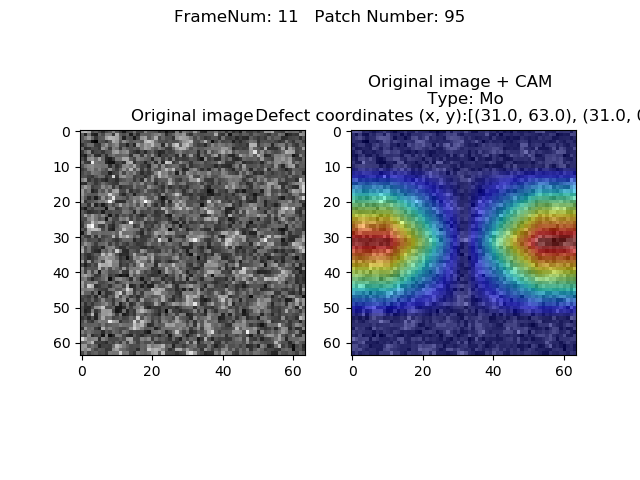 FrameNum: 11   Patch Number: 95
Original image + CAM
Type: Mo
Original image
Defect coordinates (x, y):[(31.0, 63.0), (31.0, 0
0
10
20
30
40
50
60
0 20 40 60
0
10
20
30
40
50
60
0 20 40 60